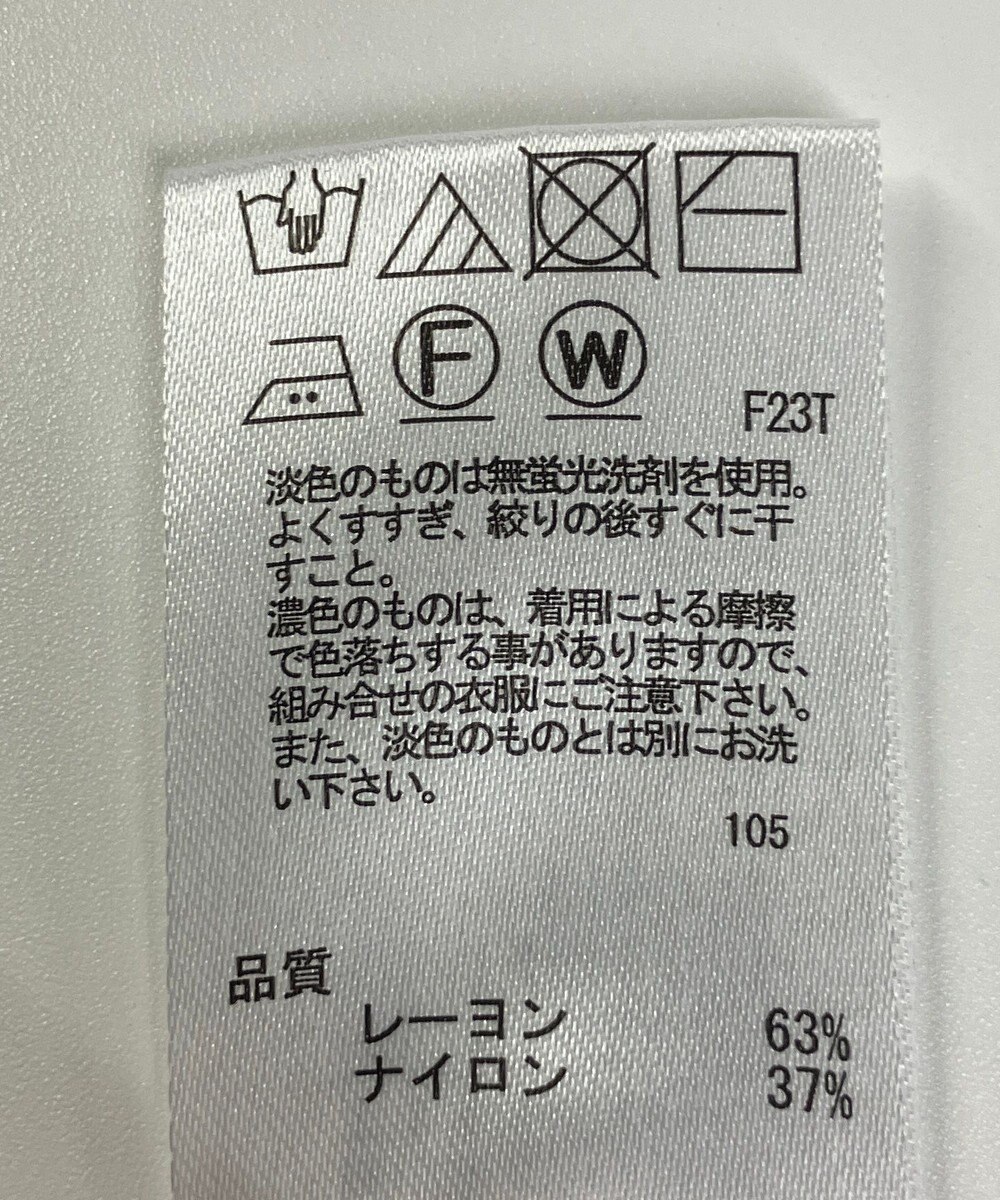 F W
F23T
淡色のものは無蛍光洗剤を使用。
よくすすぎ、絞りの後すぐに干
すこと。
濃色のものは、着用による摩擦
で色落ちする事がありますので、
組み合せの衣服にご注意下さい。
また、淡色のものとは別にお洗
い下さい。
105
品質
レーヨン 63%
ナイロン 37%